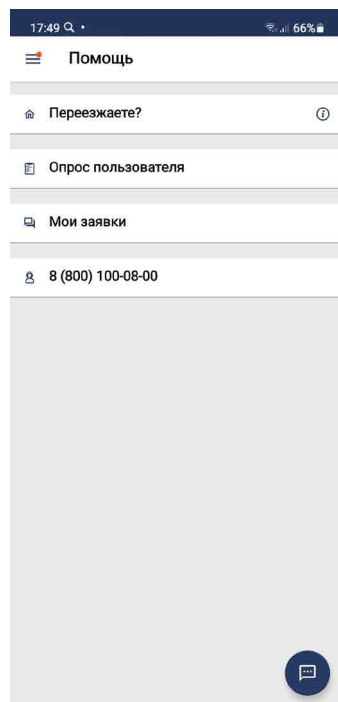 17:49
66%
Помощь
Переезжаете?
Опрос пользователя
Мои заявки
8 (800) 100-08-00